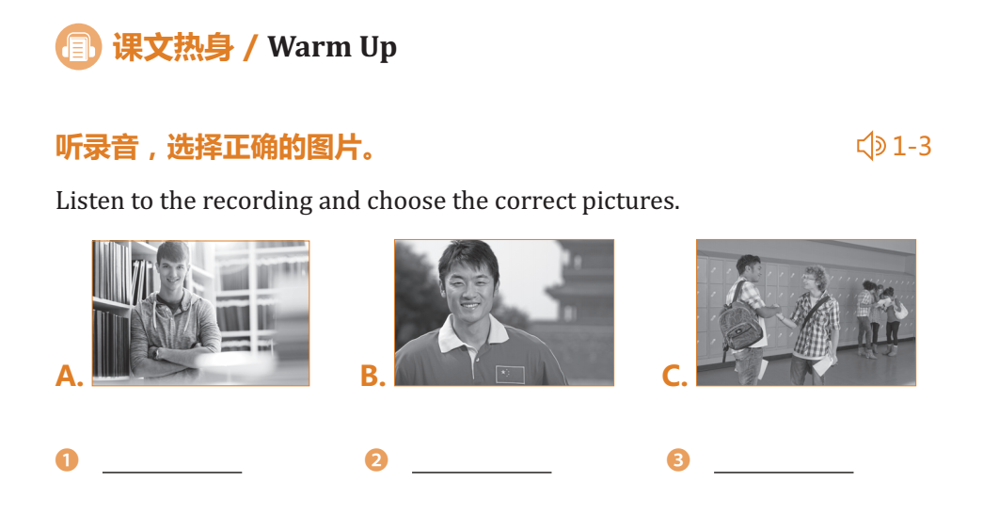 课文热身 / Warm Up
听录音，选择正确的图片。
1-3
Listen to the recording and choose the correct pictures.
A. B. C.
1 2 3